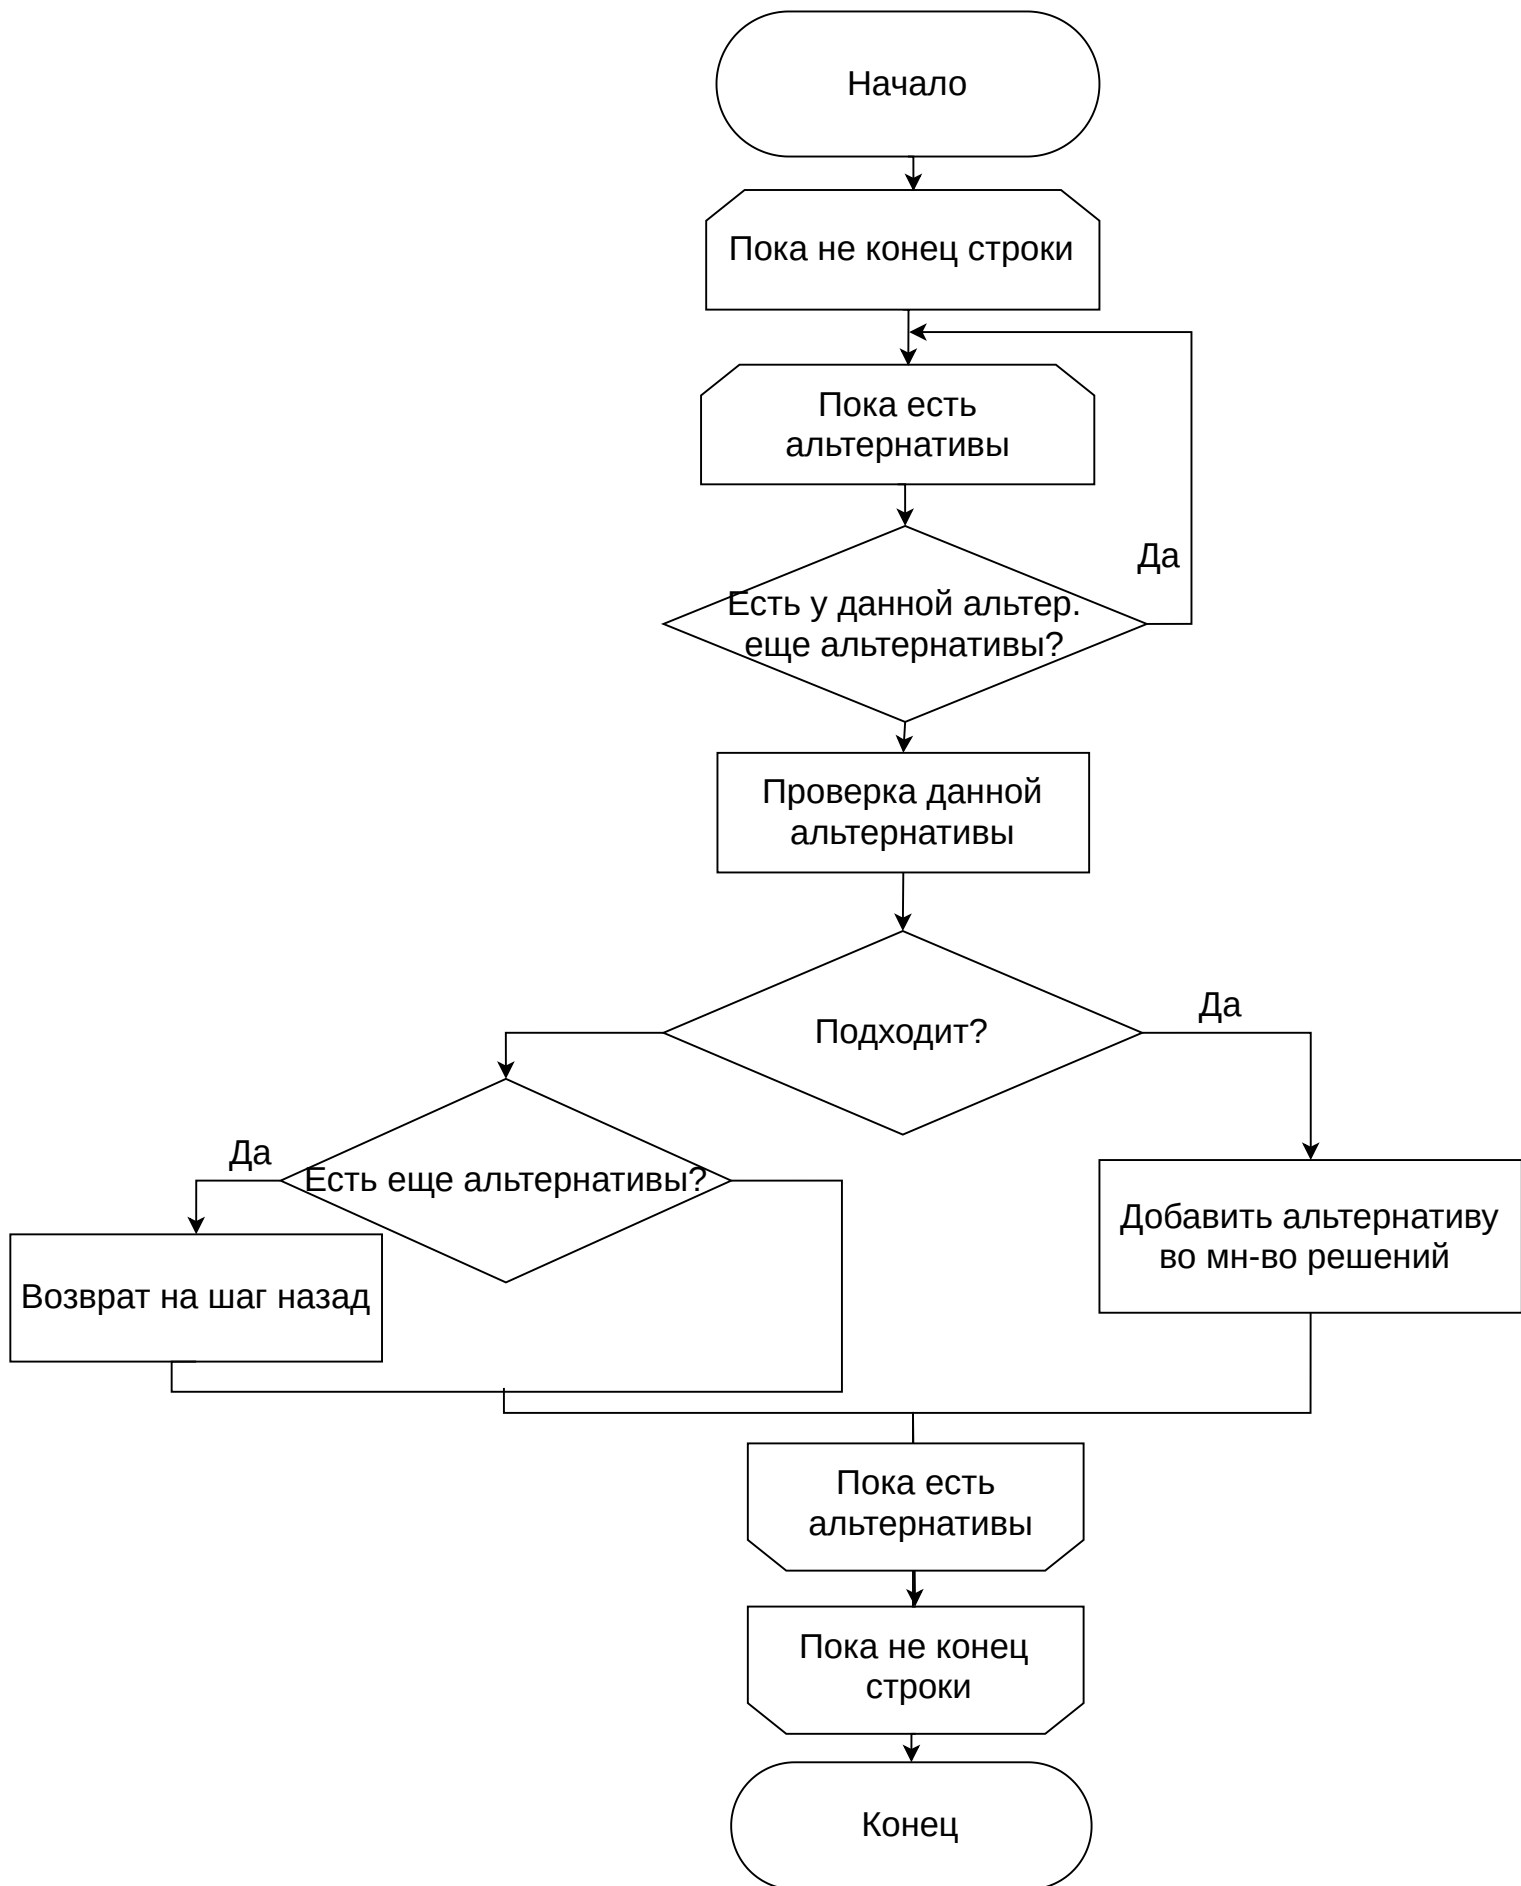 Начало
Пока не конец строки
Пока есть
альтернативы
Да
Есть у данной альтер.
еще альтернативы?
Проверка данной
альтернативы
Да
Подходит?
Да
Есть еще альтернативы?
Добавить альтернативу
во мн-во решений
Возврат на шаг назад
Пока есть
альтернативы
Пока не конец
строки
Конец